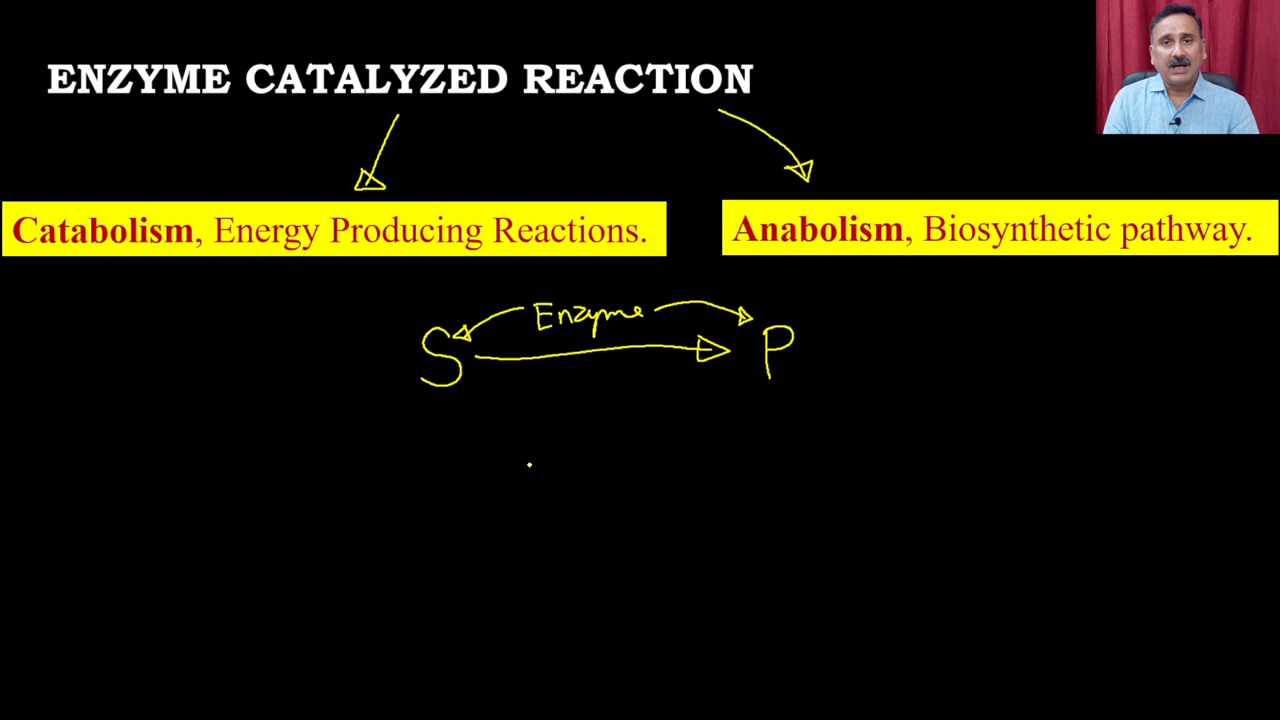 ENZYME CATALYZED REACTION
Catabolism, Energy Producing Reactions.
Anabolism, Biosynthetic pathway.
Enzyme
S P